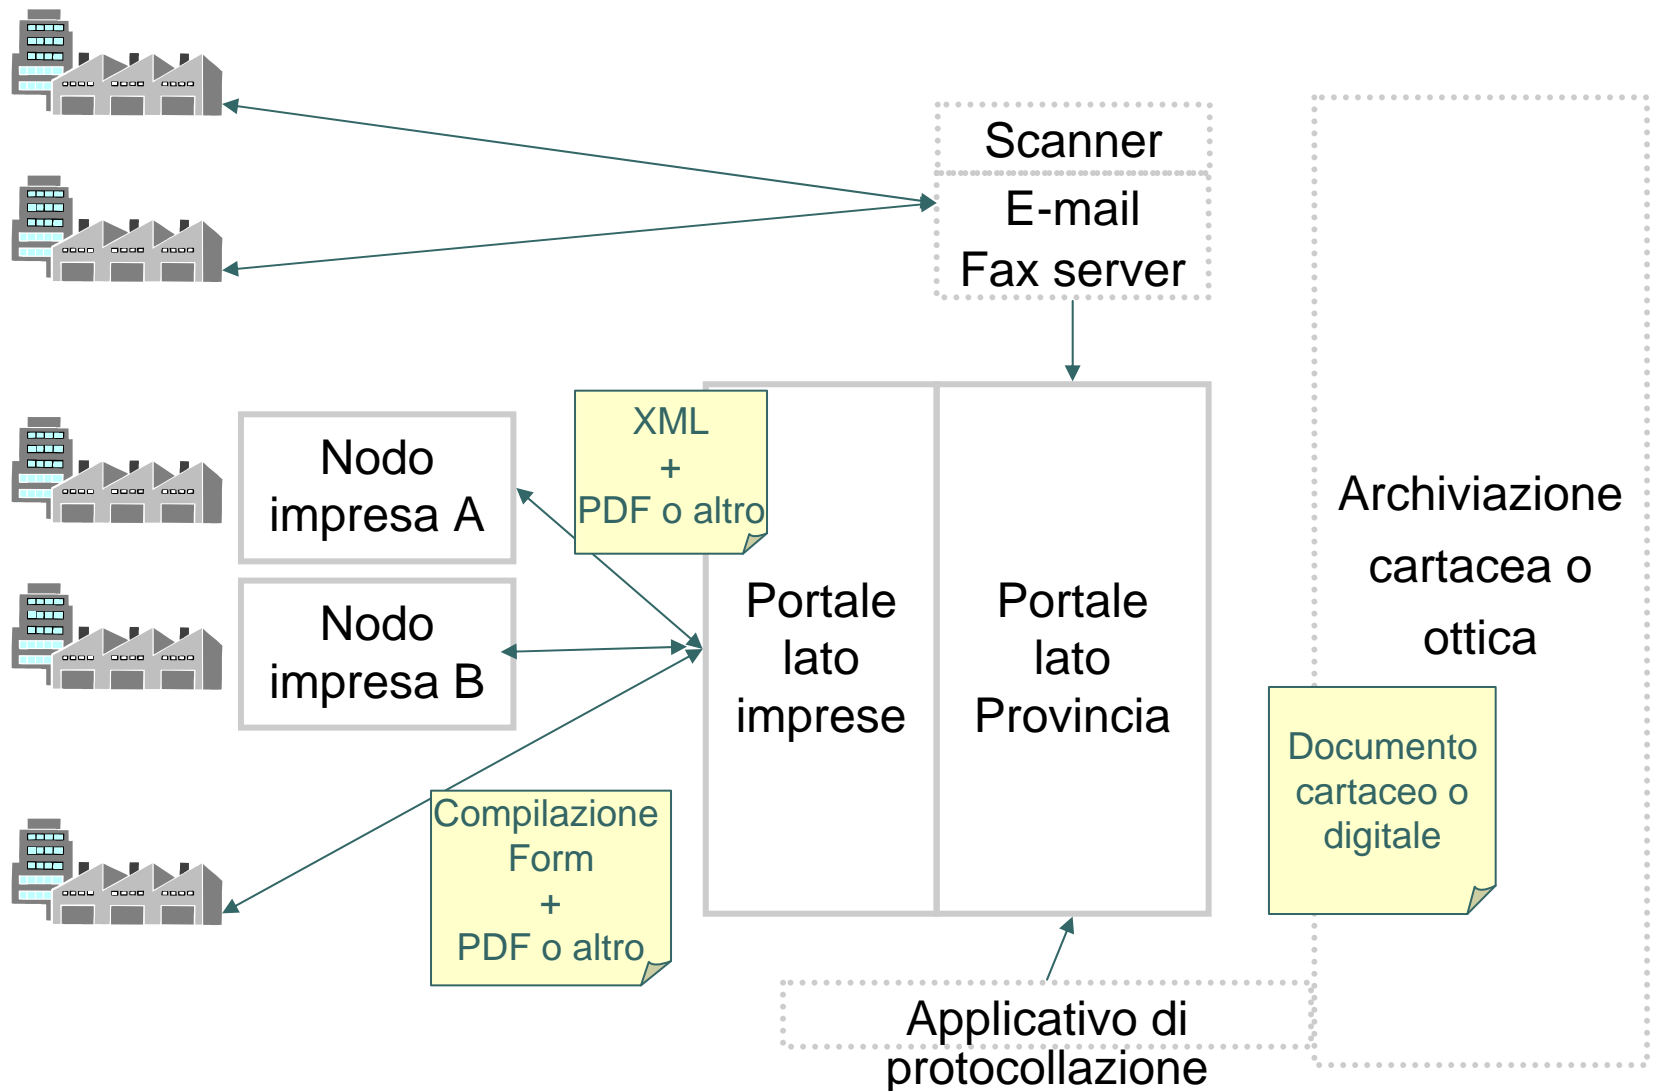 Scanner
E-mail
Fax server
XML
+
PDF o altro
Nodo
impresa A
Nodo
impresa B
Portale
lato
imprese
Portale
lato
Provincia
Archiviazione
cartacea o
ottica
Documento
cartaceo o
digitale
Compilazione
Form
+
PDF o altro
Applicativo di
protocollazione